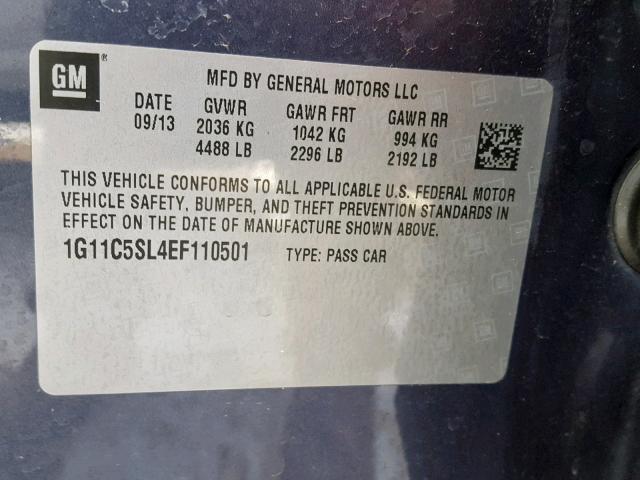 GM
MFD BY GENERAL MOTORS LLC
DATE GVWR GAWR FRT GAWR RR
09/13 2036 KG 1042 KG 994 KG
4488 LB 2296 LB 2192 LB
THIS VEHICLE CONFORMS TO ALL APPLICABLE U.S. FEDERAL MOTOR
VEHICLE SAFETY, BUMPER, AND THEFT PREVENTION STANDARDS IN
EFFECT ON THE DATE OF MANUFACTURE SHOWN ABOVE.
1G11C5SL4EF110501 TYPE: PASS CAR